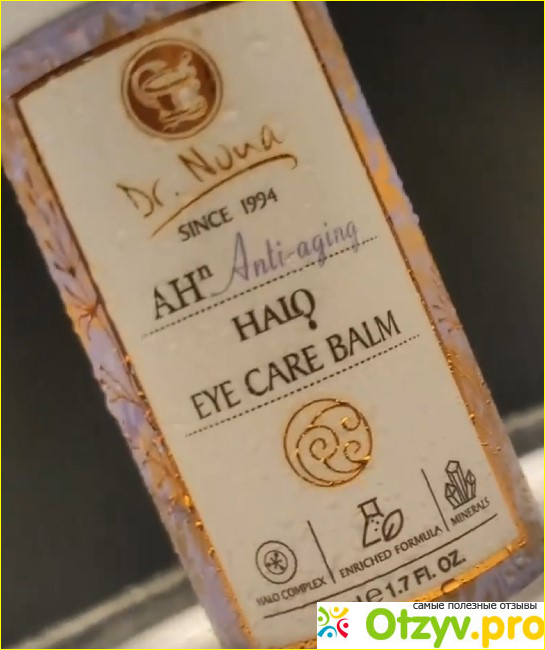 Dr. Nona
SINCE 1994
AHⁿ Anti-aging
HALO
EYE CARE BALM
HALO COMPLEX
ENRICHED FORMULA
MINERALS
1.7 Fl. OZ.
самые полезные отзывы
Otzyv.pro